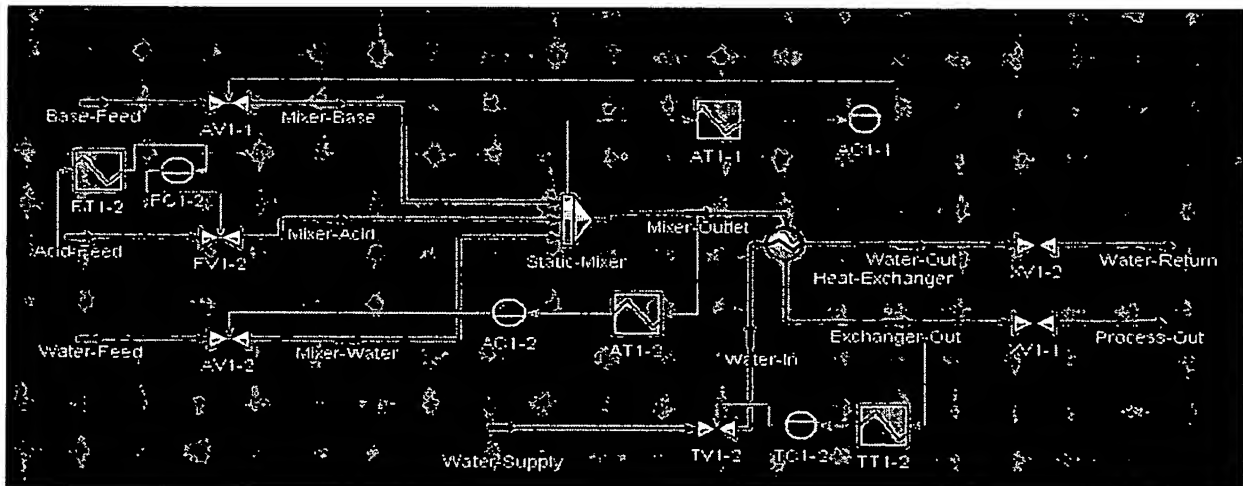 Base-Feed
AV1-1
Mixer-Base
AT1-1
AC1-1
FT1-2
FC1-2
Acid-Feed
FV1-2
Mixer-Acid
Static-Mixer
Mixer-Outlet
Water-Out
Heat-Exchanger
XV1-2
Water-Return
Water-Feed
AV1-2
Mixer-Water
AC1-2
AT1-2
Water-In
Exchanger-Out
XV1-1
Process-Out
Water-Supply
TV1-2
TC1-2
TT1-2